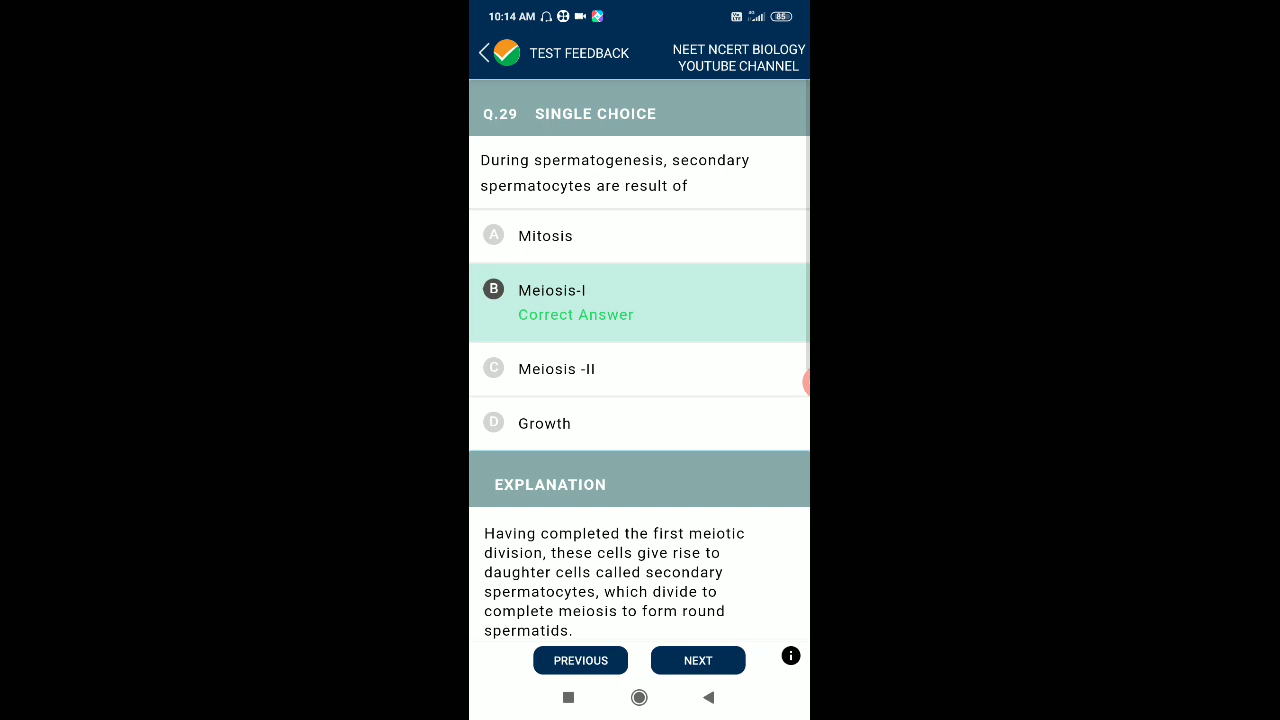 10:14 AM
85
TEST FEEDBACK
NEET NCERT BIOLOGY
YOUTUBE CHANNEL
Q.29 SINGLE CHOICE
During spermatogenesis, secondary
spermatocytes are result of
A Mitosis
B Meiosis-I
Correct Answer
C Meiosis -II
D Growth
EXPLANATION
Having completed the first meiotic
division, these cells give rise to
daughter cells called secondary
spermatocytes, which divide to
complete meiosis to form round
spermatids.
PREVIOUS NEXT